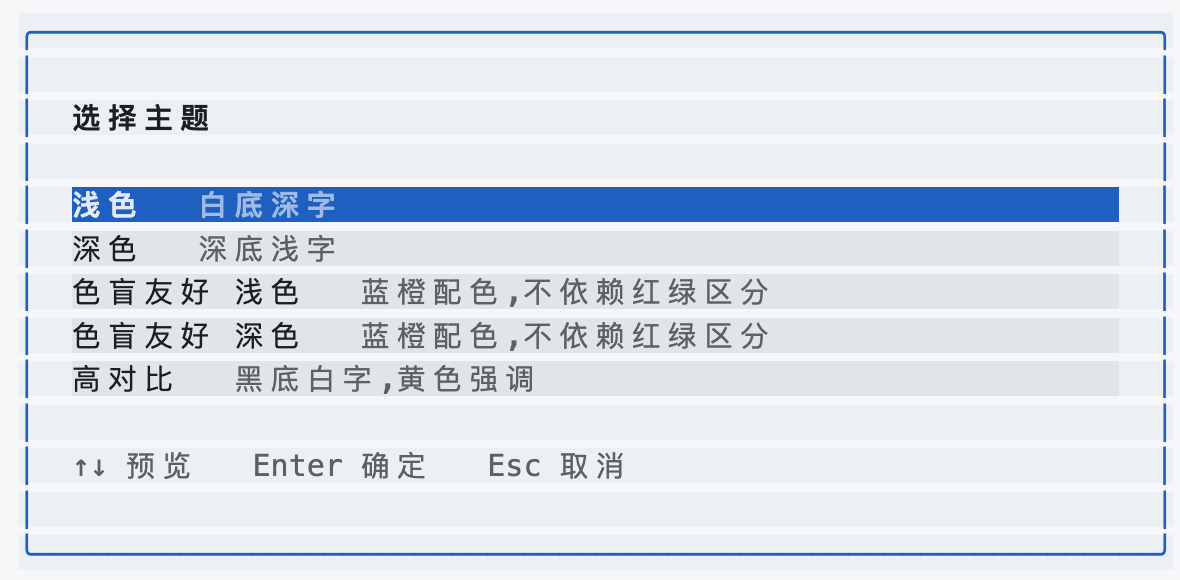 选择主题
浅色 白底深字
深色 深底浅字
色盲友好 浅色 蓝橙配色,不依赖红绿区分
色盲友好 深色 蓝橙配色,不依赖红绿区分
高对比 黑底白字,黄色强调
↑↓ 预览 Enter 确定 Esc 取消